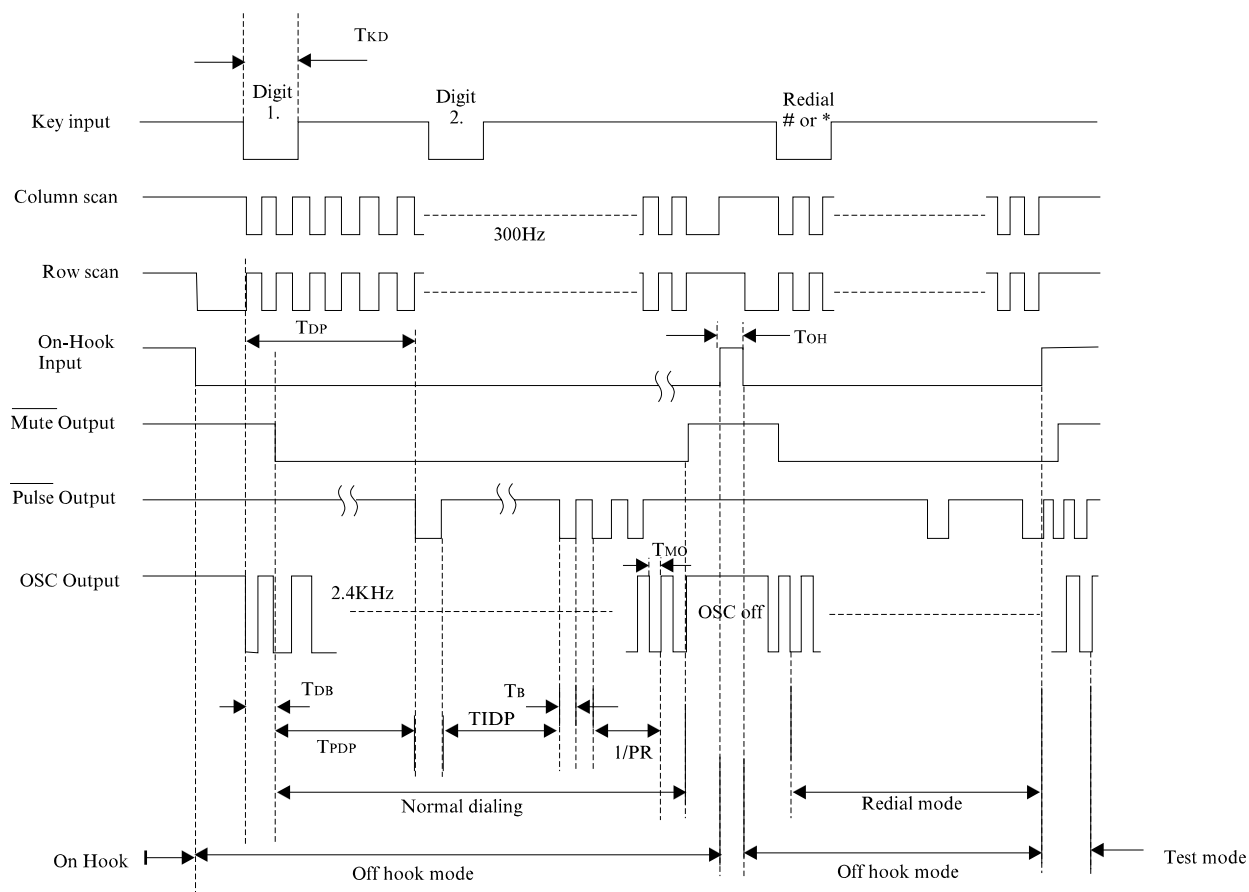 TKD
Digit
1.
Digit
2.
Redial
# or *
Key input
Column scan
300Hz
Row scan
TDP
TOH
On-Hook
Input
Mute Output
Pulse Output
TMO
OSC Output
2.4KHz
OSC off
TDB
TB
TIDP
TPDP
1/PR
Normal dialing
Redial mode
On Hook
Off hook mode
Off hook mode
Test mode